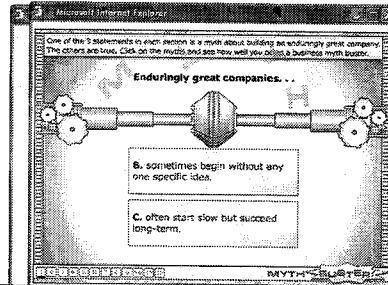 Microsoft Internet Explorer
One of the 3 statements in each section is a myth about building an enduringly great company.
The others are true. Click on the myths and see how well you do as a business myth buster.
M
H
Enduringly great companies. . .
B. sometimes begin without any
one specific idea.
C. often start slow but succeed
long-term.
MYTH BUSTER